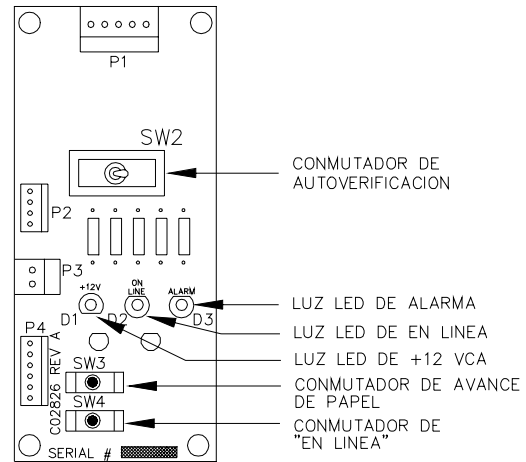 P1
SW2
CONMUTADOR DE
AUTOVERIFICACION
P2
P3
+12V
ON
LINE
ALARM
D1
D2
D3
LUZ LED DE ALARMA
LUZ LED DE EN LINEA
LUZ LED DE +12 VCA
P4
C02826 REV A
SW3
CONMUTADOR DE AVANCE
DE PAPEL
SW4
CONMUTADOR DE
"EN LINEA"
SERIAL #